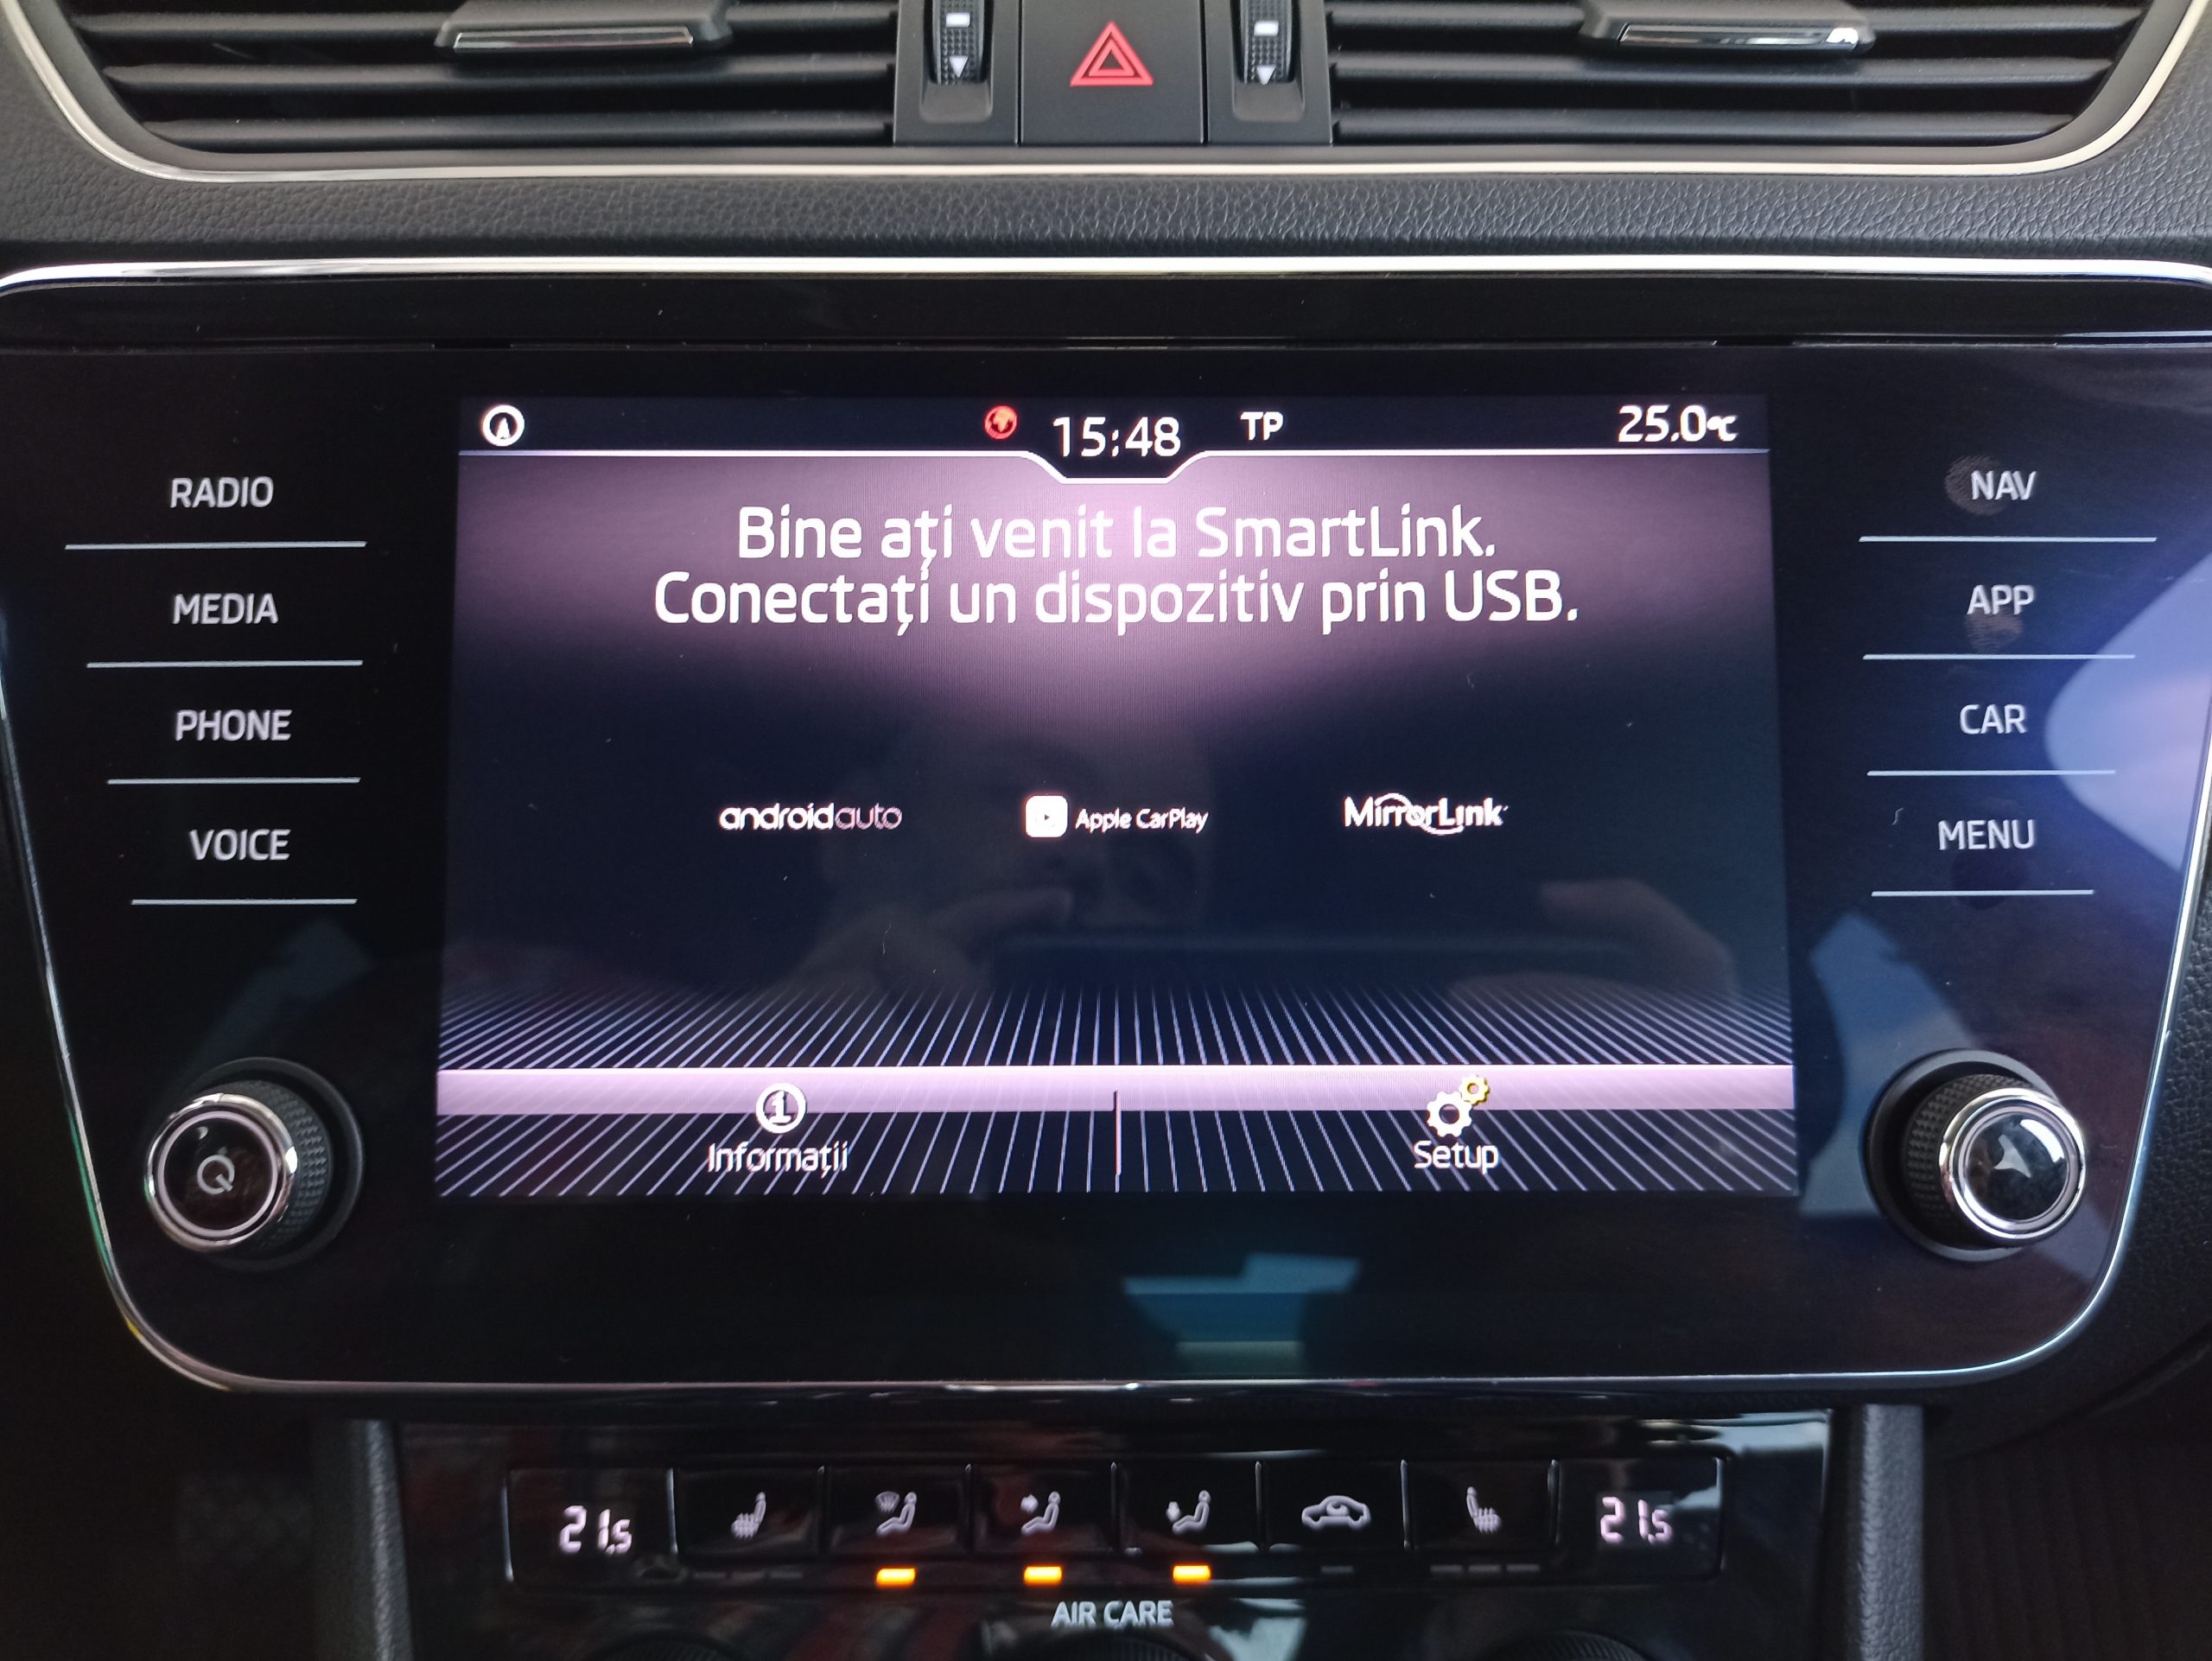 15:48
TP
25.0°C
RADIO
MEDIA
PHONE
VOICE
Bine ați venit la SmartLink.
Conectați un dispozitiv prin USB.
androidauto
Apple CarPlay
MirrorLink
Informații
Setup
NAV
APP
CAR
MENU
21.5
21.5
AIR CARE